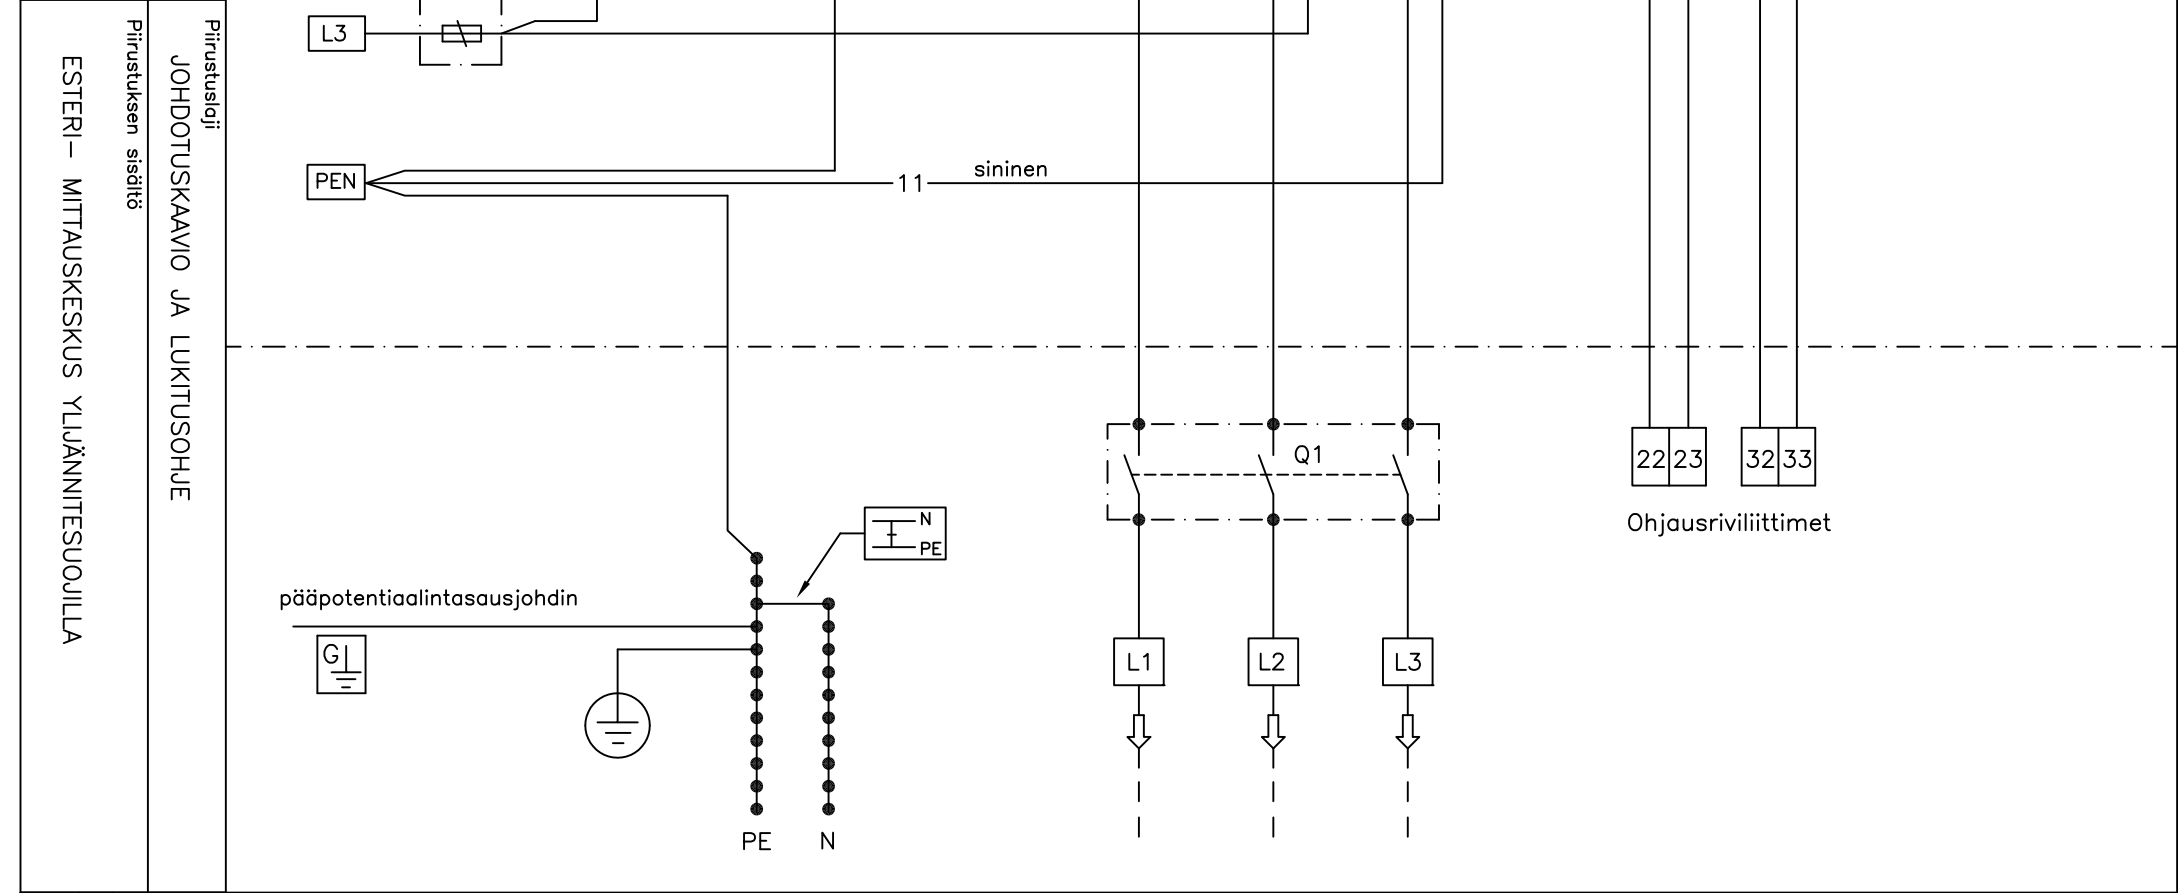 Piirustuslaji
JOHDOTUSKAAVIO JA LUKITUSOHJE
Piirustuksen sisältö
ESTERI- MITTAUSKESKUS YLIJÄNNITESUOJILLA
L3
PEN
11
sininen
Q1
22 23 32 33
Ohjausriviliittimet
N
PE
pääpotentiaalintasausjohdin
G
L1 L2 L3
PE N